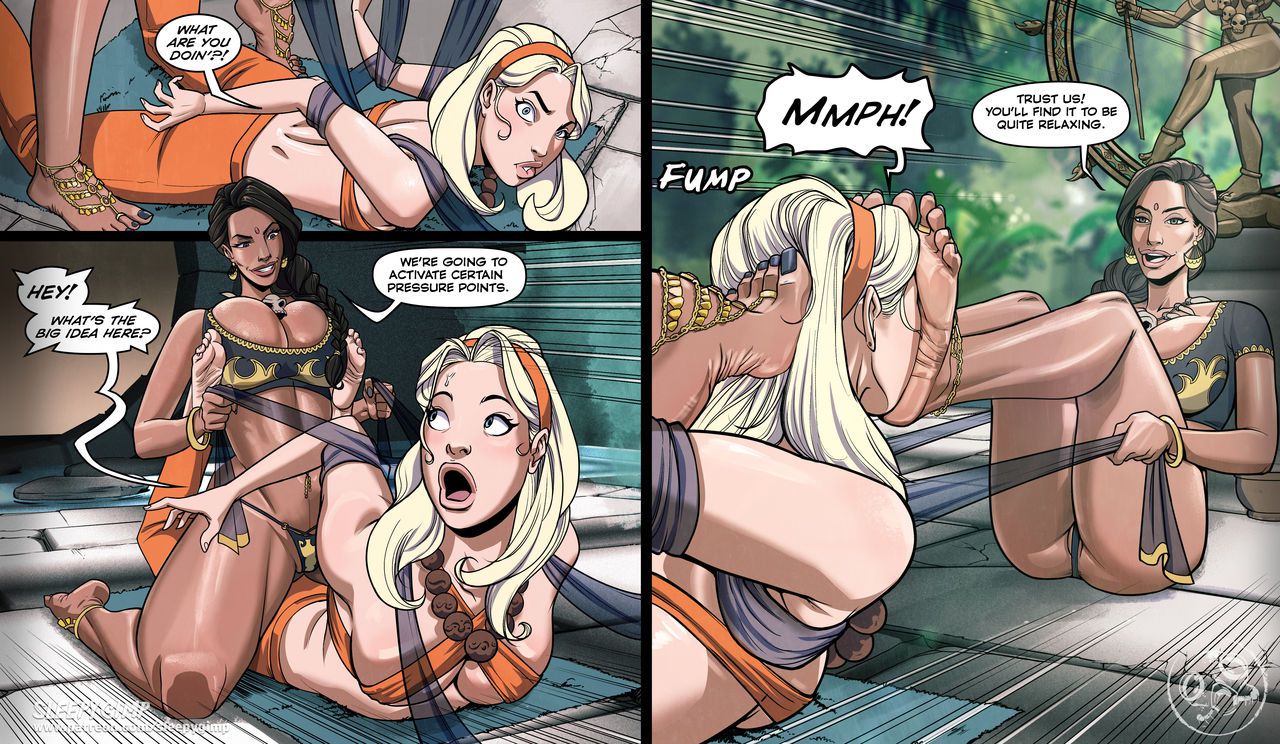 WHAT
ARE YOU
DOIN'?!
HEY!
WHAT'S THE
BIG IDEA HERE?
WE'RE GOING TO
ACTIVATE CERTAIN
PRESSURE POINTS.
FUMP
MMPH!
TRUST US!
YOU'LL FIND IT TO BE
QUITE RELAXING.